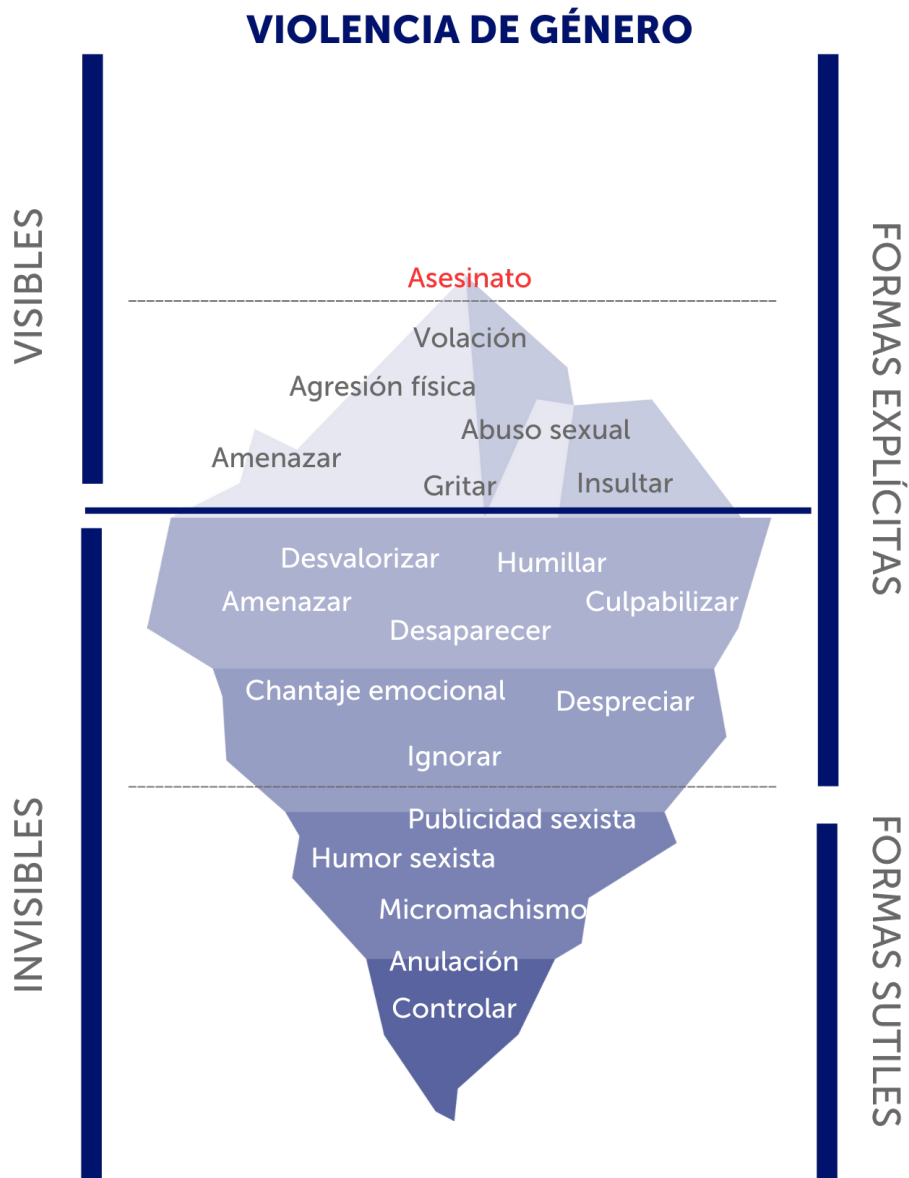 VIOLENCIA DE GÉNERO
VISIBLES
FORMAS EXPLÍCITAS
Asesinato
Volación
Agresión física
Abuso sexual
Amenazar
Gritar
Insultar
Desvalorizar
Humillar
Amenazar
Culpabilizar
Desaparecer
Chantaje emocional
Despreciar
Ignorar
INVISIBLES
FORMAS SUTILES
Publicidad sexista
Humor sexista
Micromachismo
Anulación
Controlar